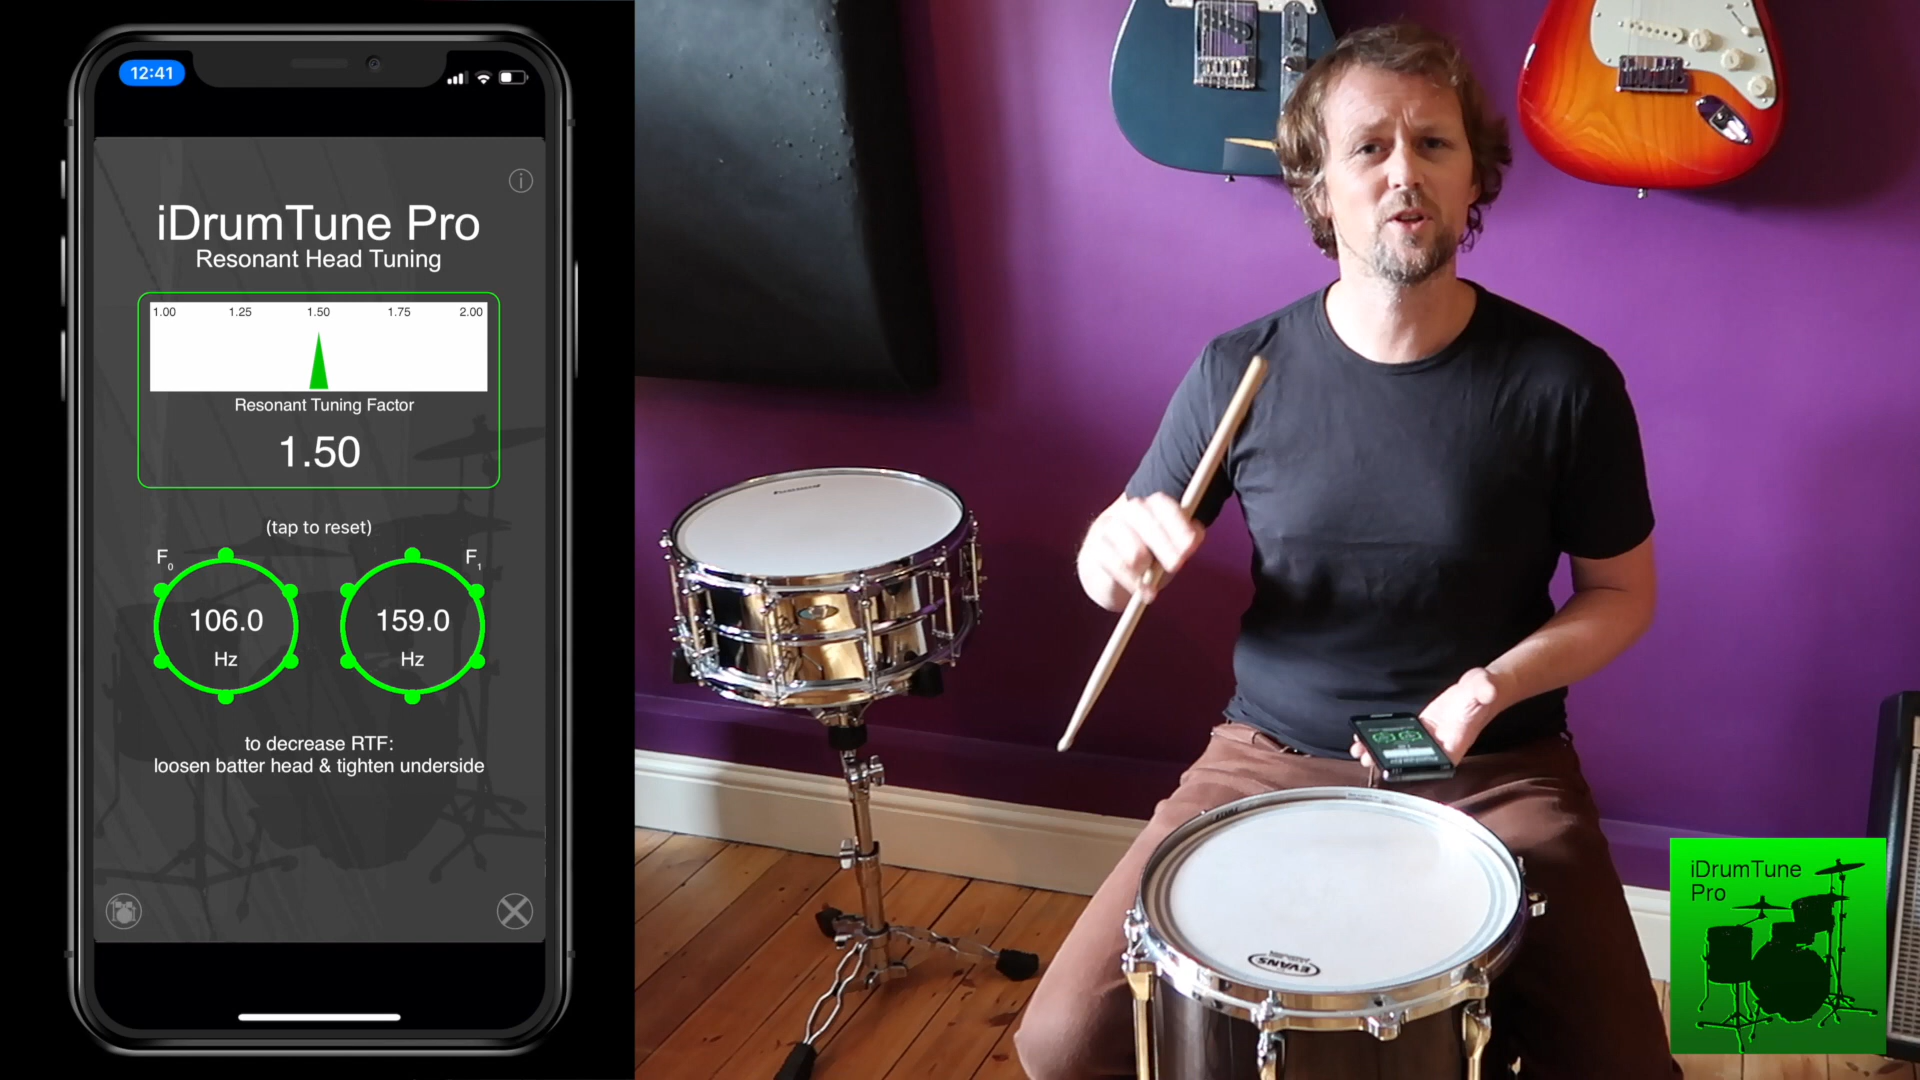 12:41
iDrumTune Pro
Resonant Head Tuning
1.00 1.25 1.50 1.75 2.00
Resonant Tuning Factor
1.50
(tap to reset)
F0 F1
106.0 159.0
Hz Hz
to decrease RTF:
loosen batter head & tighten underside
EVANS
iDrumTune
Pro